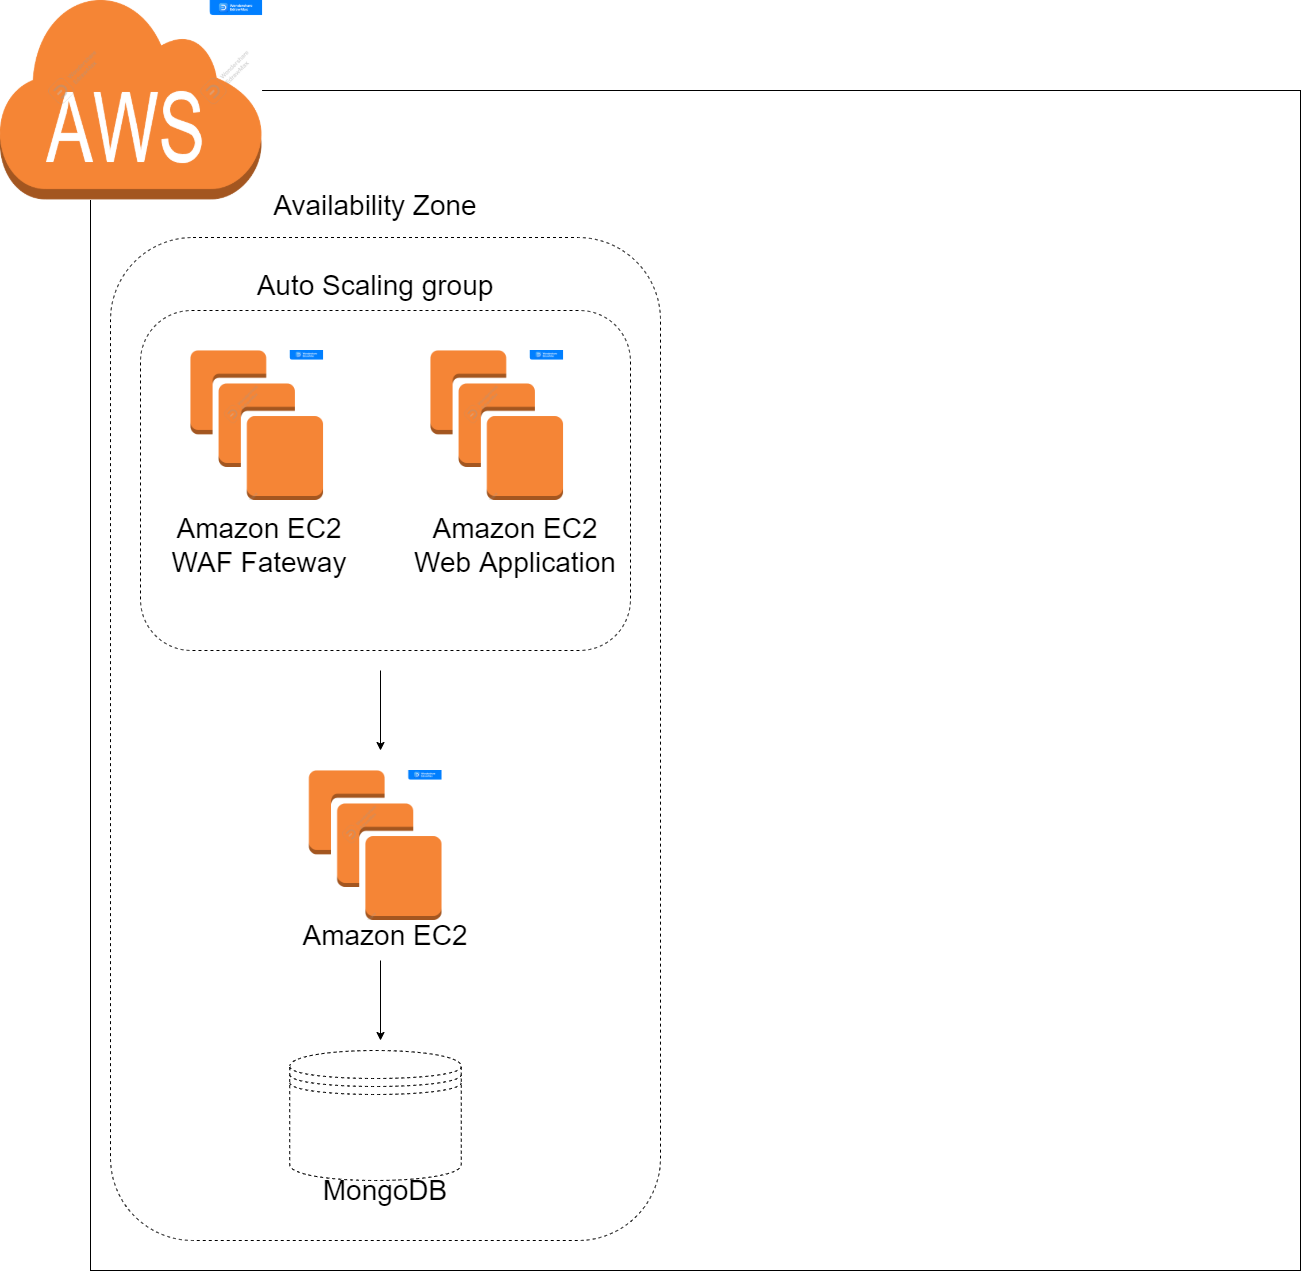 AWS
Availability Zone
Auto Scaling group
Amazon EC2
WAF Fateway
Amazon EC2
Web Application
Amazon EC2
MongoDB